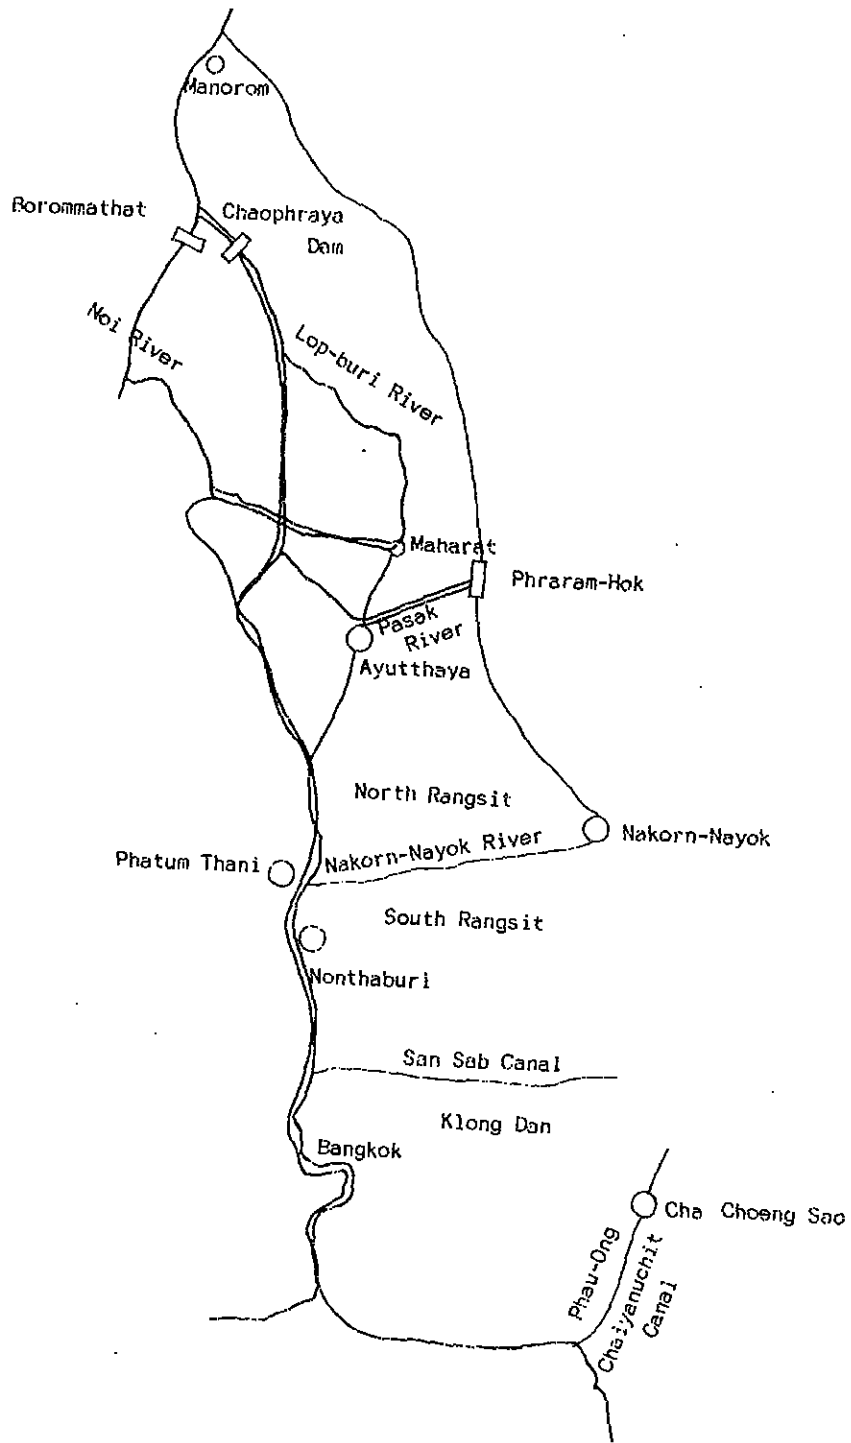 Manorom
Borommathat
Chaophraya
Dam
Noi River
Lop-buri River
Maharat
Phraram-Hok
Pasak
River
Ayutthaya
North Rangsit
Nakorn-Nayok
Nakorn-Nayok River
Phatum Thani
South Rangsit
Nonthaburi
San Sab Canal
Klong Dan
Bangkok
Cha Choeng Sao
Phau-Ong
Chaiyanuchit
Canal